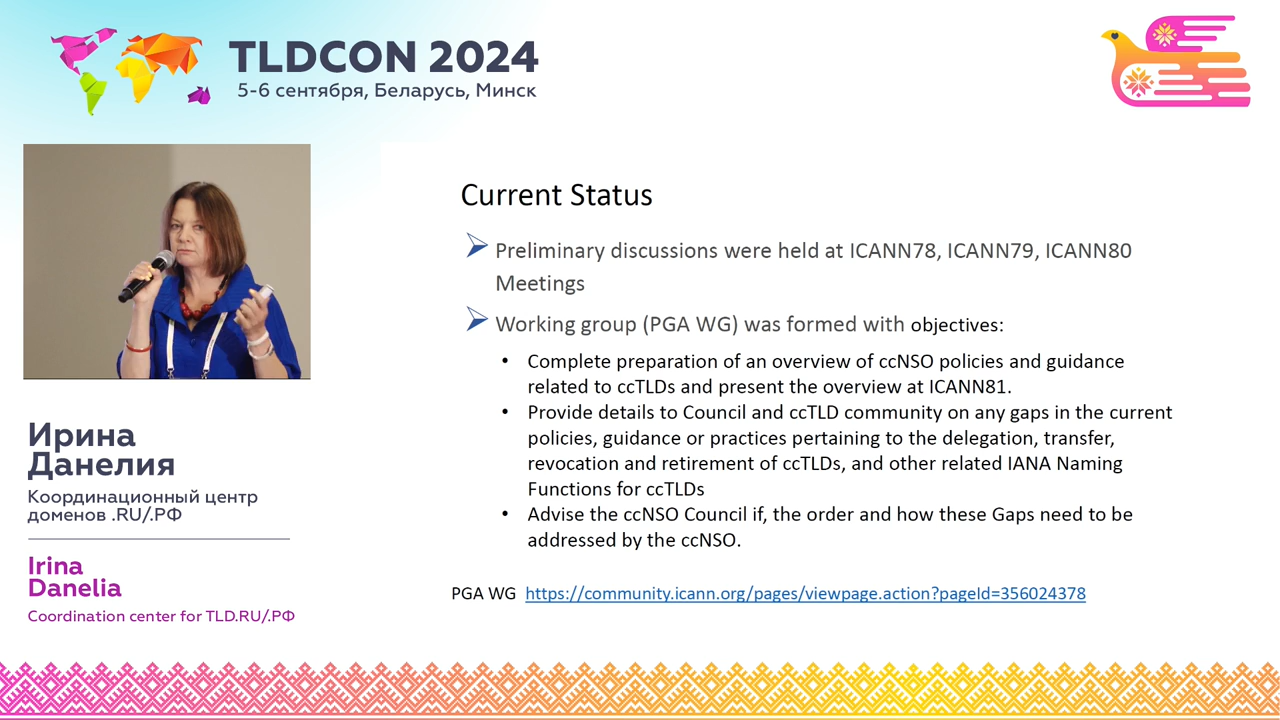 TLDCON 2024
5-6 сентября, Беларусь, Минск
Current Status
Preliminary discussions were held at ICANN78, ICANN79, ICANN80
Meetings
Working group (PGA WG) was formed with objectives:
• Complete preparation of an overview of ccNSO policies and guidance
related to ccTLDs and present the overview at ICANN81.
• Provide details to Council and ccTLD community on any gaps in the current
policies, guidance or practices pertaining to the delegation, transfer,
revocation and retirement of ccTLDs, and other related IANA Naming
Functions for ccTLDs
• Advise the ccNSO Council if, the order and how these Gaps need to be
addressed by the ccNSO.
PGA WG https://community.icann.org/pages/viewpage.action?pageId=356024378
Ирина
Данелия
Координационный центр
доменов .RU/.РФ
Irina
Danelia
Coordination center for TLD.RU/.РФ